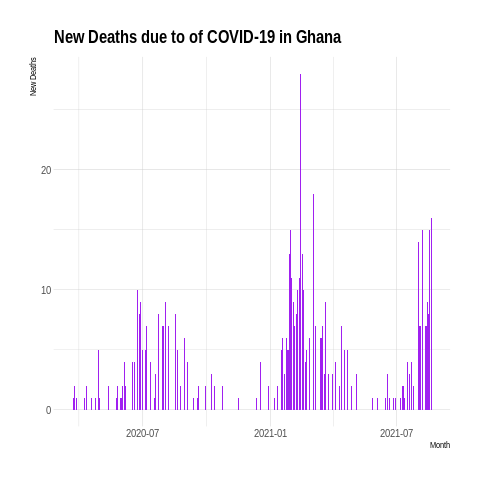 New Deaths due to of COVID-19 in Ghana
New Deaths
20
10
0
2020-07
2021-01
2021-07
Month